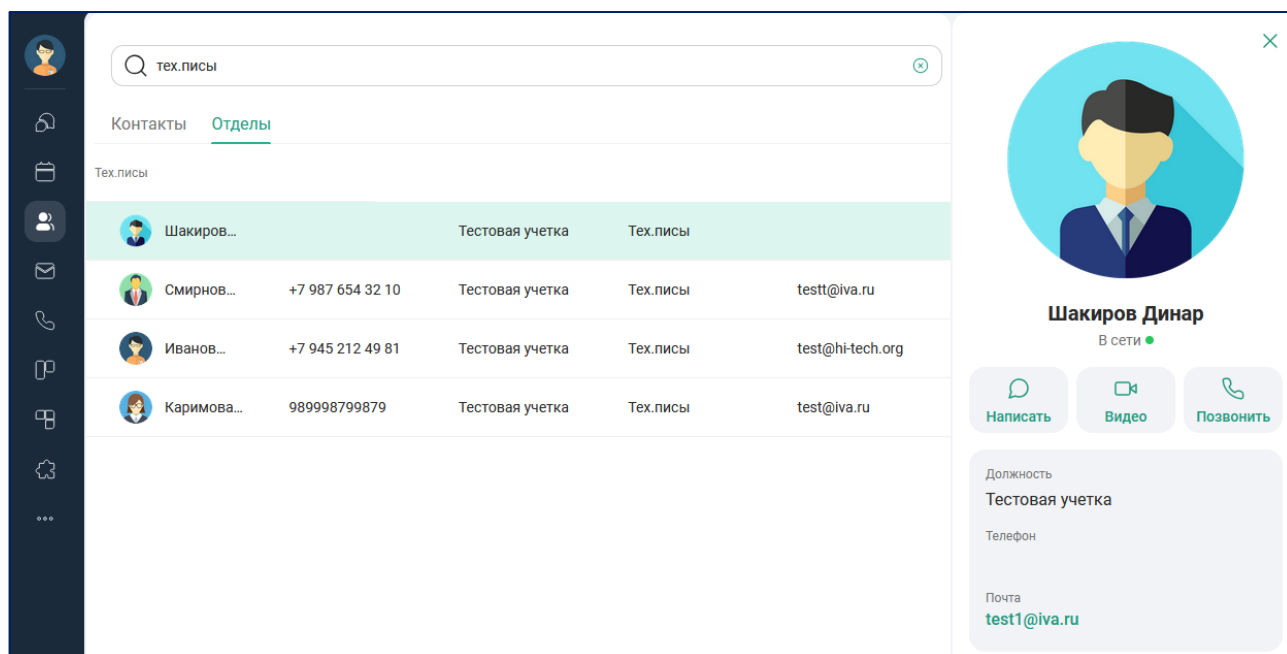 тех.писы
Контакты Отделы
Тех.писы
Шакиров... Тестовая учетка Тех.писы
Смирнов... +7 987 654 32 10 Тестовая учетка Тех.писы testt@iva.ru
Иванов... +7 945 212 49 81 Тестовая учетка Тех.писы test@hi-tech.org
Каримова... 989998799879 Тестовая учетка Тех.писы test@iva.ru
Шакиров Динар
В сети
Написать Видео Позвонить
Должность
Тестовая учетка
Телефон
Почта
test1@iva.ru